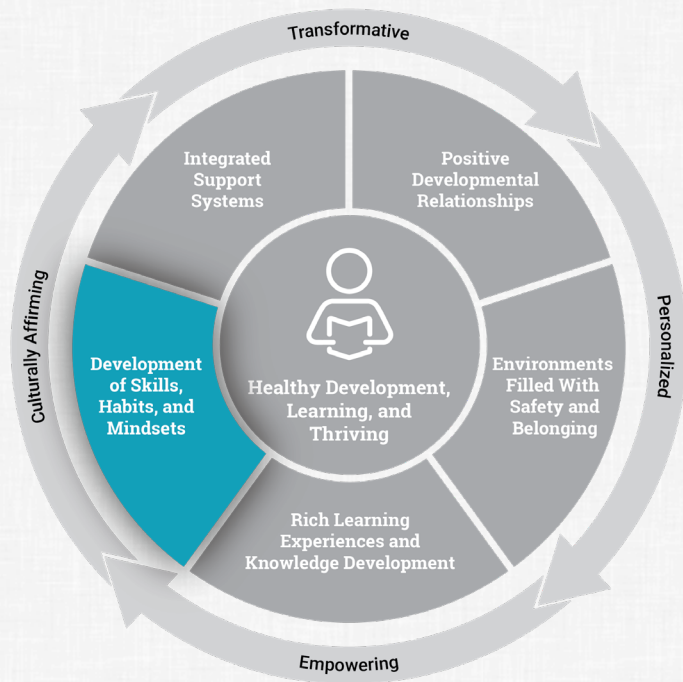 Transformative
Integrated
Support
Systems
Positive
Developmental
Relationships
Culturally Affirming
Personalized
Development
of Skills,
Habits, and
Mindsets
Healthy Development,
Learning, and
Thriving
Environments
Filled With
Safety and
Belonging
Rich Learning
Experiences and
Knowledge Development
Empowering